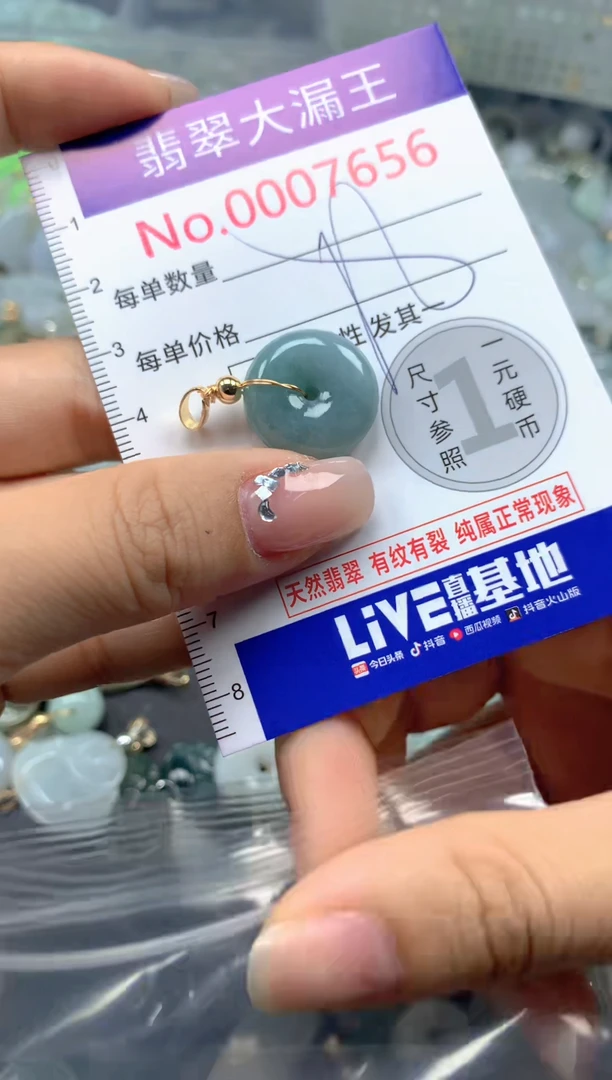 翡翠大漏王
No.0007656
1
2
每单数量
3
每单价格
性发其一
4
尺寸参照
1
一元硬币
天然翡翠 有纹有裂 纯属正常现象
7
LiVE直播基地
8
头条 今日头条 抖音 西瓜视频 抖音火山版